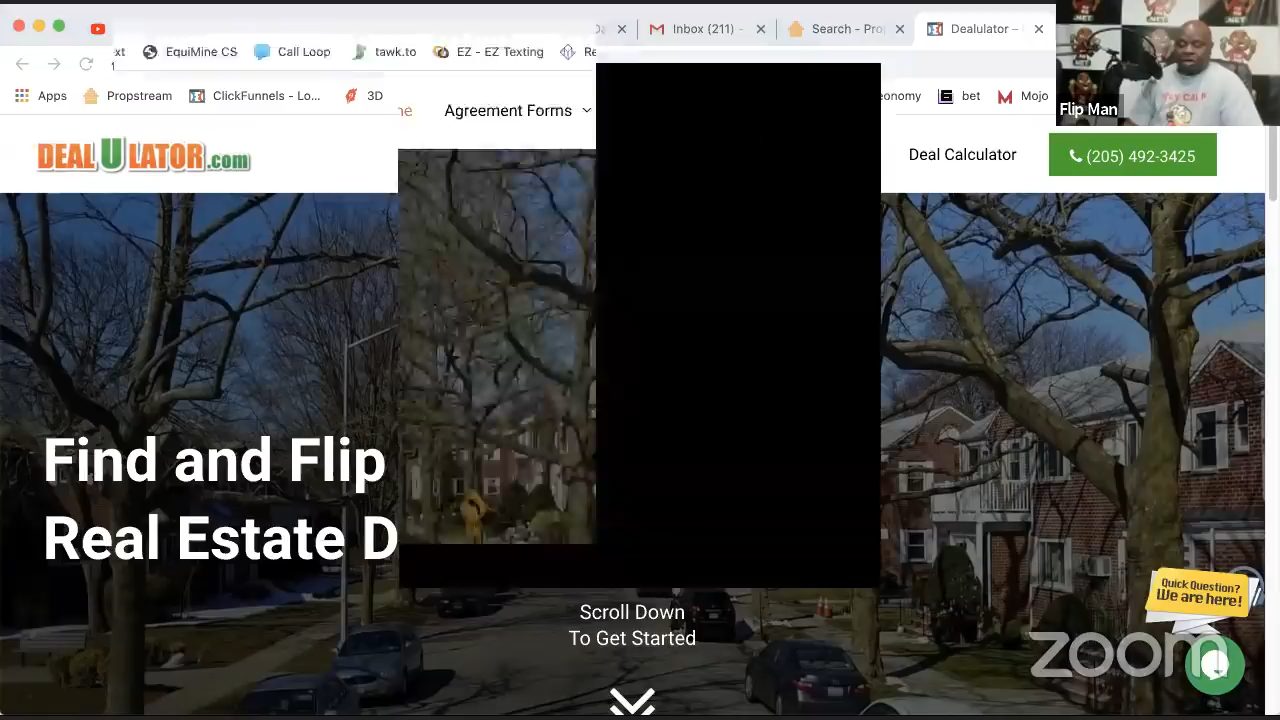 Inbox (211) -
Search - Pro
Dealulator –
EquiMine CS
Call Loop
tawk.to
EZ - EZ Texting
Re
Apps
Propstream
ClickFunnels - Lo...
3D
Agreement Forms
onomy
bet
Mojo
Flip Man
DEALULATOR.com
Deal Calculator
(205) 492-3425
Find and Flip
Real Estate D
Scroll Down
To Get Started
Quick Question?
We are here!
zoom